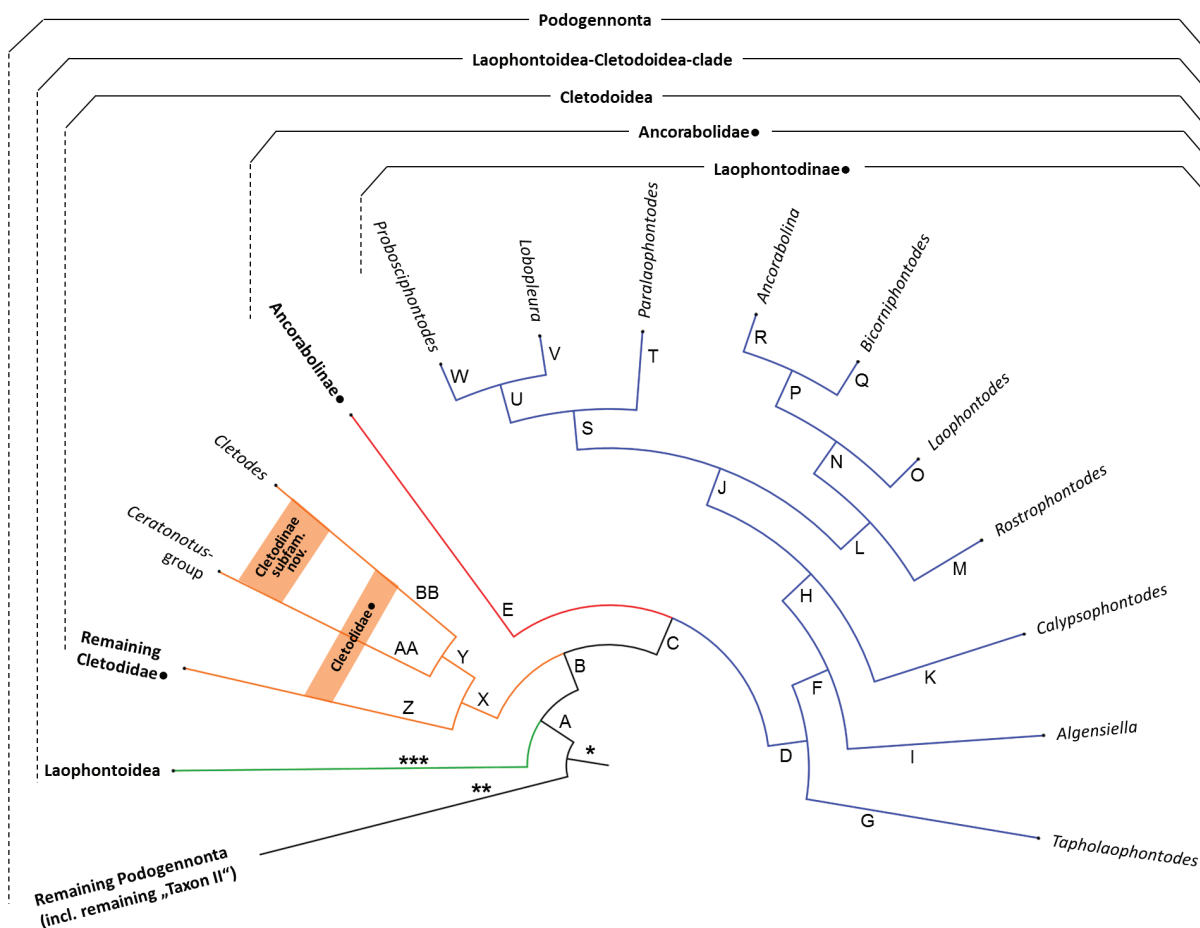 Podogennonta
Laophontoidea-Cletodoidea-clade
Cletodoidea
Ancorabolidae●
Laophontodinae●
Probosciphontodes
Lobopleura
Paralaophontodes
Ancorabolina
Bicorniphontodes
Laophontodes
Rostrophontodes
Calypsophontodes
Algensiella
Tapholaophontodes
Ancorabolinae●
Cletodes
Ceratonotus-
group
Cletodinae
subfam.
nov.
Cletodidae●
Remaining
Cletodidae●
Laophontoidea
Remaining Podogennonta
(incl. remaining „Taxon II“)
W
V
U
T
S
R
Q
P
O
N
M
L
J
H
K
F
I
D
G
E
C
B
A
BB
AA
Y
X
Z
*
**
***